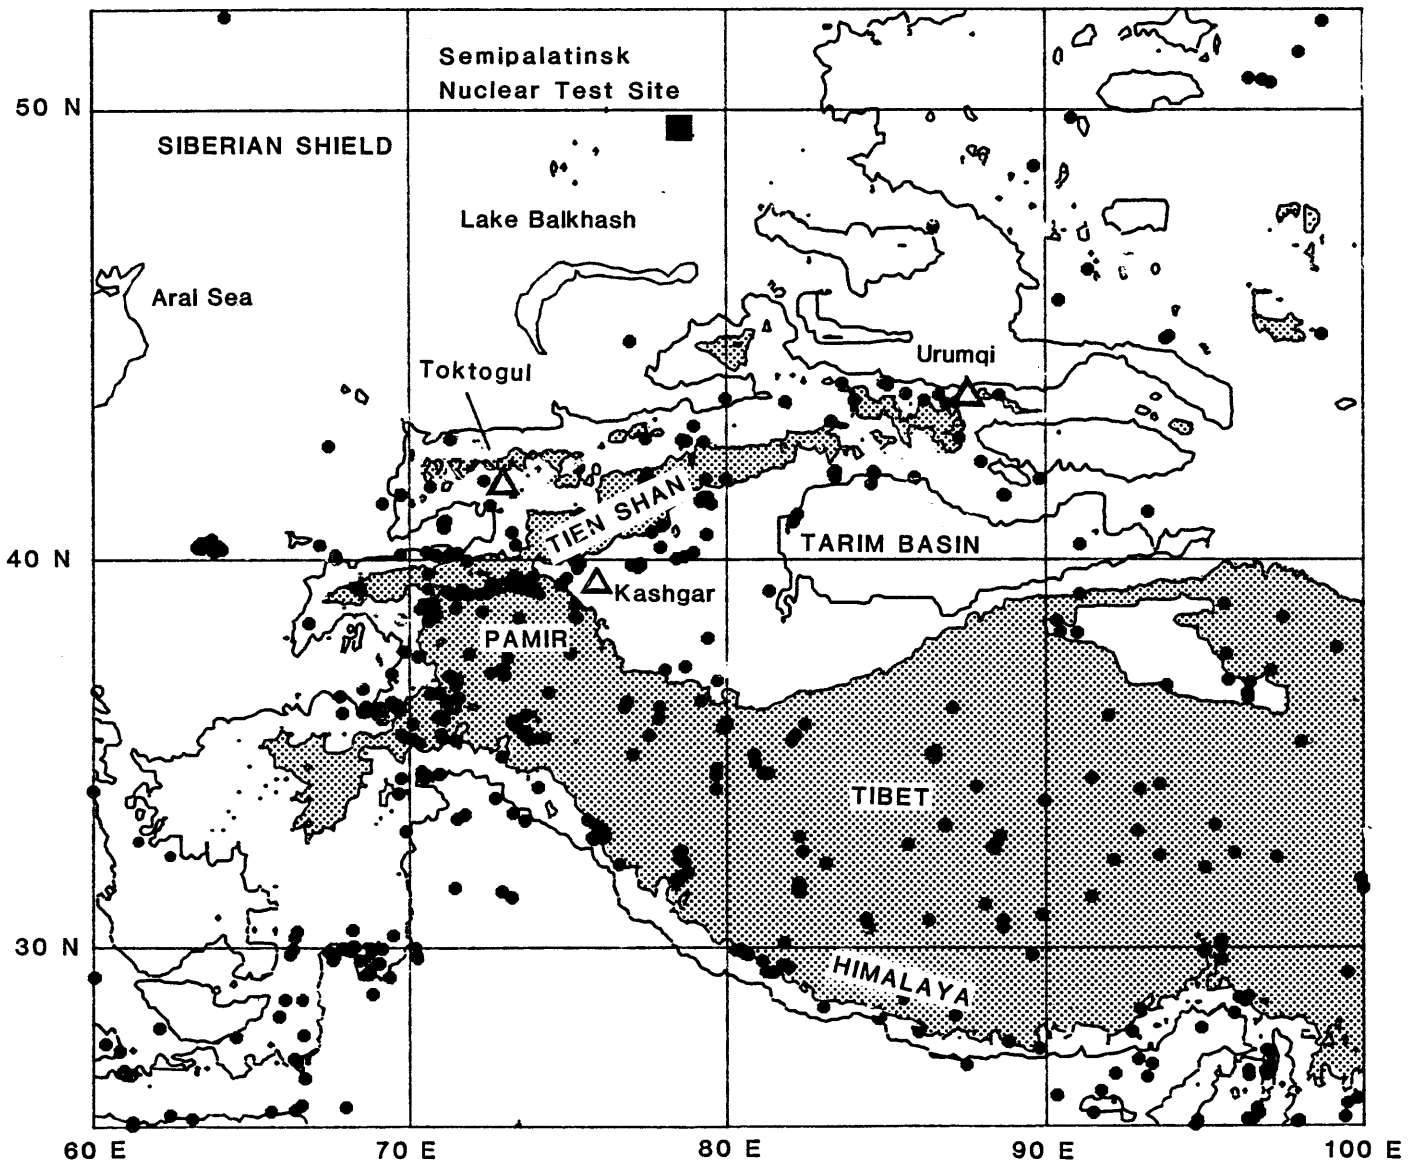 Semipalatinsk
Nuclear Test Site
50 N
SIBERIAN SHIELD
Lake Balkhash
Aral Sea
Urumqi
Toktogul
TIEN SHAN
TARIM BASIN
40 N
Kashgar
PAMIR
TIBET
30 N
HIMALAYA
60 E
70 E
80 E
90 E
100 E